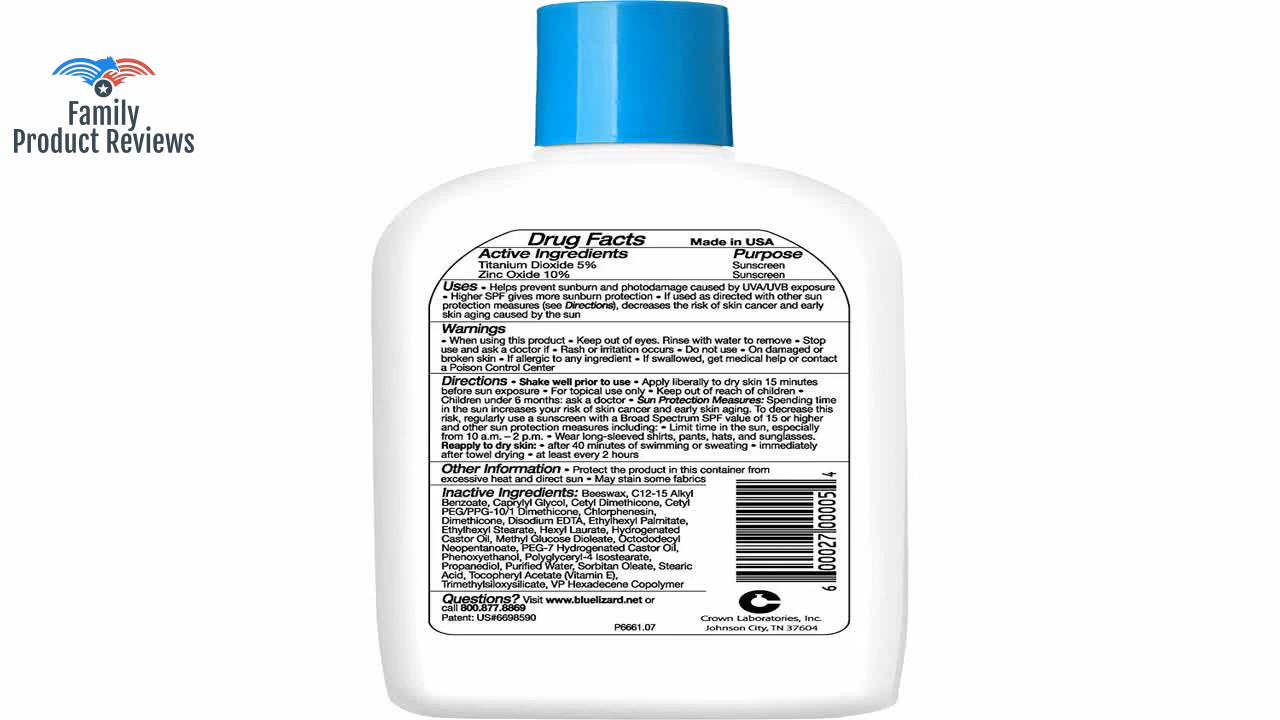 Family
Product Reviews
Drug Facts Made in USA
Active Ingredients Purpose
Titanium Dioxide 5% Sunscreen
Zinc Oxide 10% Sunscreen
Uses • Helps prevent sunburn and photodamage caused by UVA/UVB exposure
• Higher SPF gives more sunburn protection • If used as directed with other sun
protection measures (see Directions), decreases the risk of skin cancer and early
skin aging caused by the sun
Warnings
• When using this product • Keep out of eyes. Rinse with water to remove • Stop
use and ask a doctor if • Rash or irritation occurs • Do not use • On damaged or
broken skin • If allergic to any ingredient • If swallowed, get medical help or contact
a Poison Control Center
Directions • Shake well prior to use • Apply liberally to dry skin 15 minutes
before sun exposure • For topical use only • Keep out of reach of children •
Children under 6 months: ask a doctor • Sun Protection Measures: Spending time
in the sun increases your risk of skin cancer and early skin aging. To decrease this
risk, regularly use a sunscreen with a Broad Spectrum SPF value of 15 or higher
and other sun protection measures including: • Limit time in the sun, especially
from 10 a.m. – 2 p.m. • Wear long-sleeved shirts, pants, hats, and sunglasses.
Reapply to dry skin: • after 40 minutes of swimming or sweating • immediately
after towel drying • at least every 2 hours
Other Information • Protect the product in this container from
excessive heat and direct sun • May stain some fabrics
Inactive Ingredients: Beeswax, C12-15 Alkyl
Benzoate, Caprylyl Glycol, Cetyl Dimethicone, Cetyl
PEG/PPG-10/1 Dimethicone, Chlorphenesin,
Dimethicone, Disodium EDTA, Ethylhexyl Palmitate,
Ethylhexyl Stearate, Hexyl Laurate, Hydrogenated
Castor Oil, Methyl Glucose Dioleate, Octododecyl
Neopentanoate, PEG-7 Hydrogenated Castor Oil,
Phenoxyethanol, Polyglyceryl-4 Isostearate,
Propanediol, Purified Water, Sorbitan Oleate, Stearic
Acid, Tocopheryl Acetate (Vitamin E),
Trimethylsiloxysilicate, VP Hexadecene Copolymer
6 00027 00005 4
Questions? Visit www.bluelizard.net or
call 800.877.8869
Patent: US#6698590
P6661.07
Crown Laboratories, Inc.
Johnson City, TN 37604